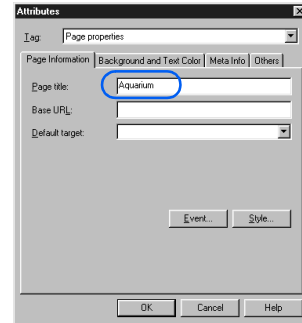 Attributes
Tag: Page properties
Page Information Background and Text Color Meta Info Others
Page title: Aquarium
Base URL:
Default target:
Event... Style...
OK Cancel Help